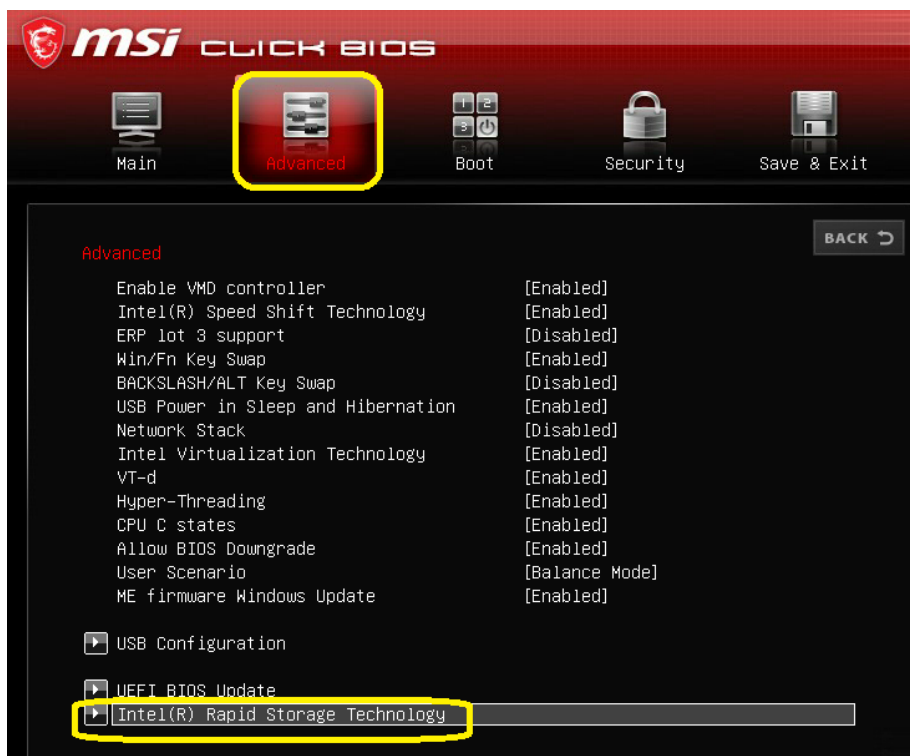 msi CLICK BIOS
1 2
3
Main Advanced Boot Security Save & Exit
BACK
Advanced
Enable VMD controller [Enabled]
Intel(R) Speed Shift Technology [Enabled]
ERP lot 3 support [Disabled]
Win/Fn Key Swap [Enabled]
BACKSLASH/ALT Key Swap [Disabled]
USB Power in Sleep and Hibernation [Enabled]
Network Stack [Disabled]
Intel Virtualization Technology [Enabled]
VT-d [Enabled]
Hyper-Threading [Enabled]
CPU C states [Enabled]
Allow BIOS Downgrade [Enabled]
User Scenario [Balance Mode]
ME firmware Windows Update [Enabled]
USB Configuration
UEFI BIOS Update
Intel(R) Rapid Storage Technology